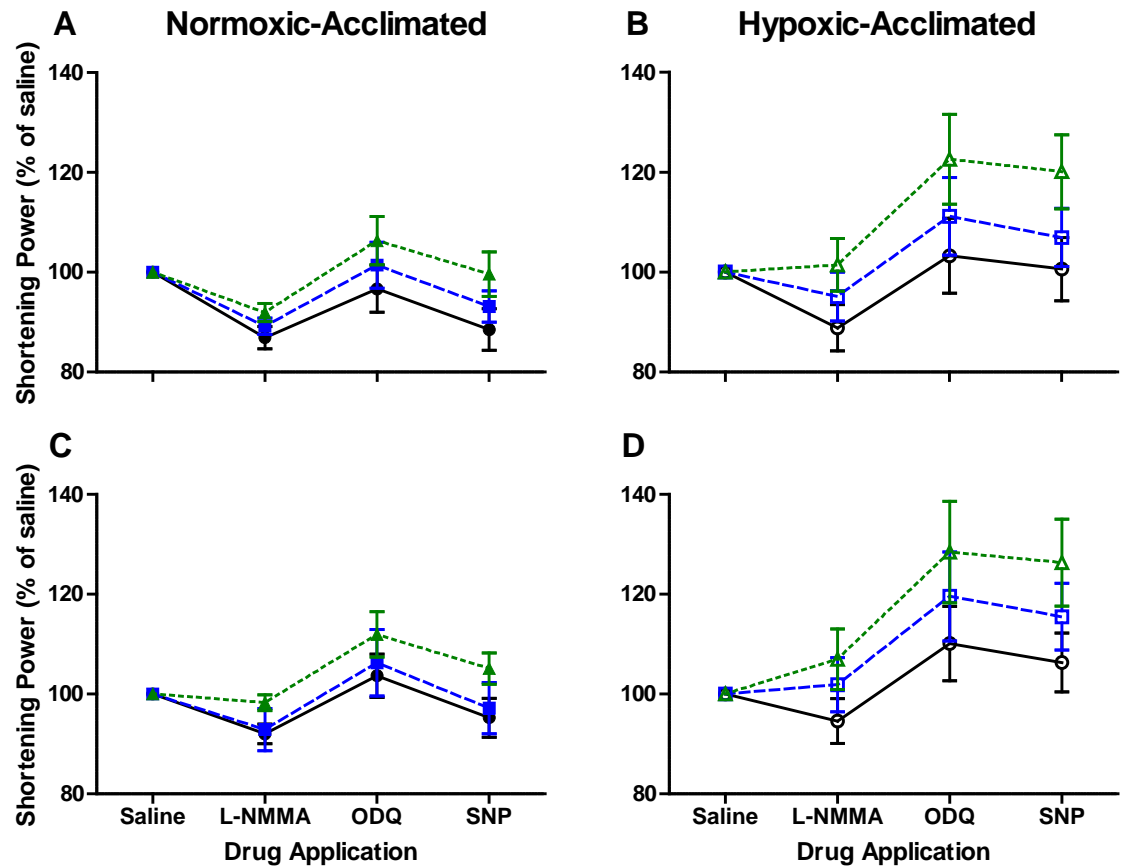 A Normoxic-Acclimated
B Hypoxic-Acclimated
Shortening Power (% of saline)
140
120
100
80
140
120
100
80
C
D
Shortening Power (% of saline)
140
120
100
80
140
120
100
80
Saline L-NMMA ODQ SNP
Drug Application
Saline L-NMMA ODQ SNP
Drug Application